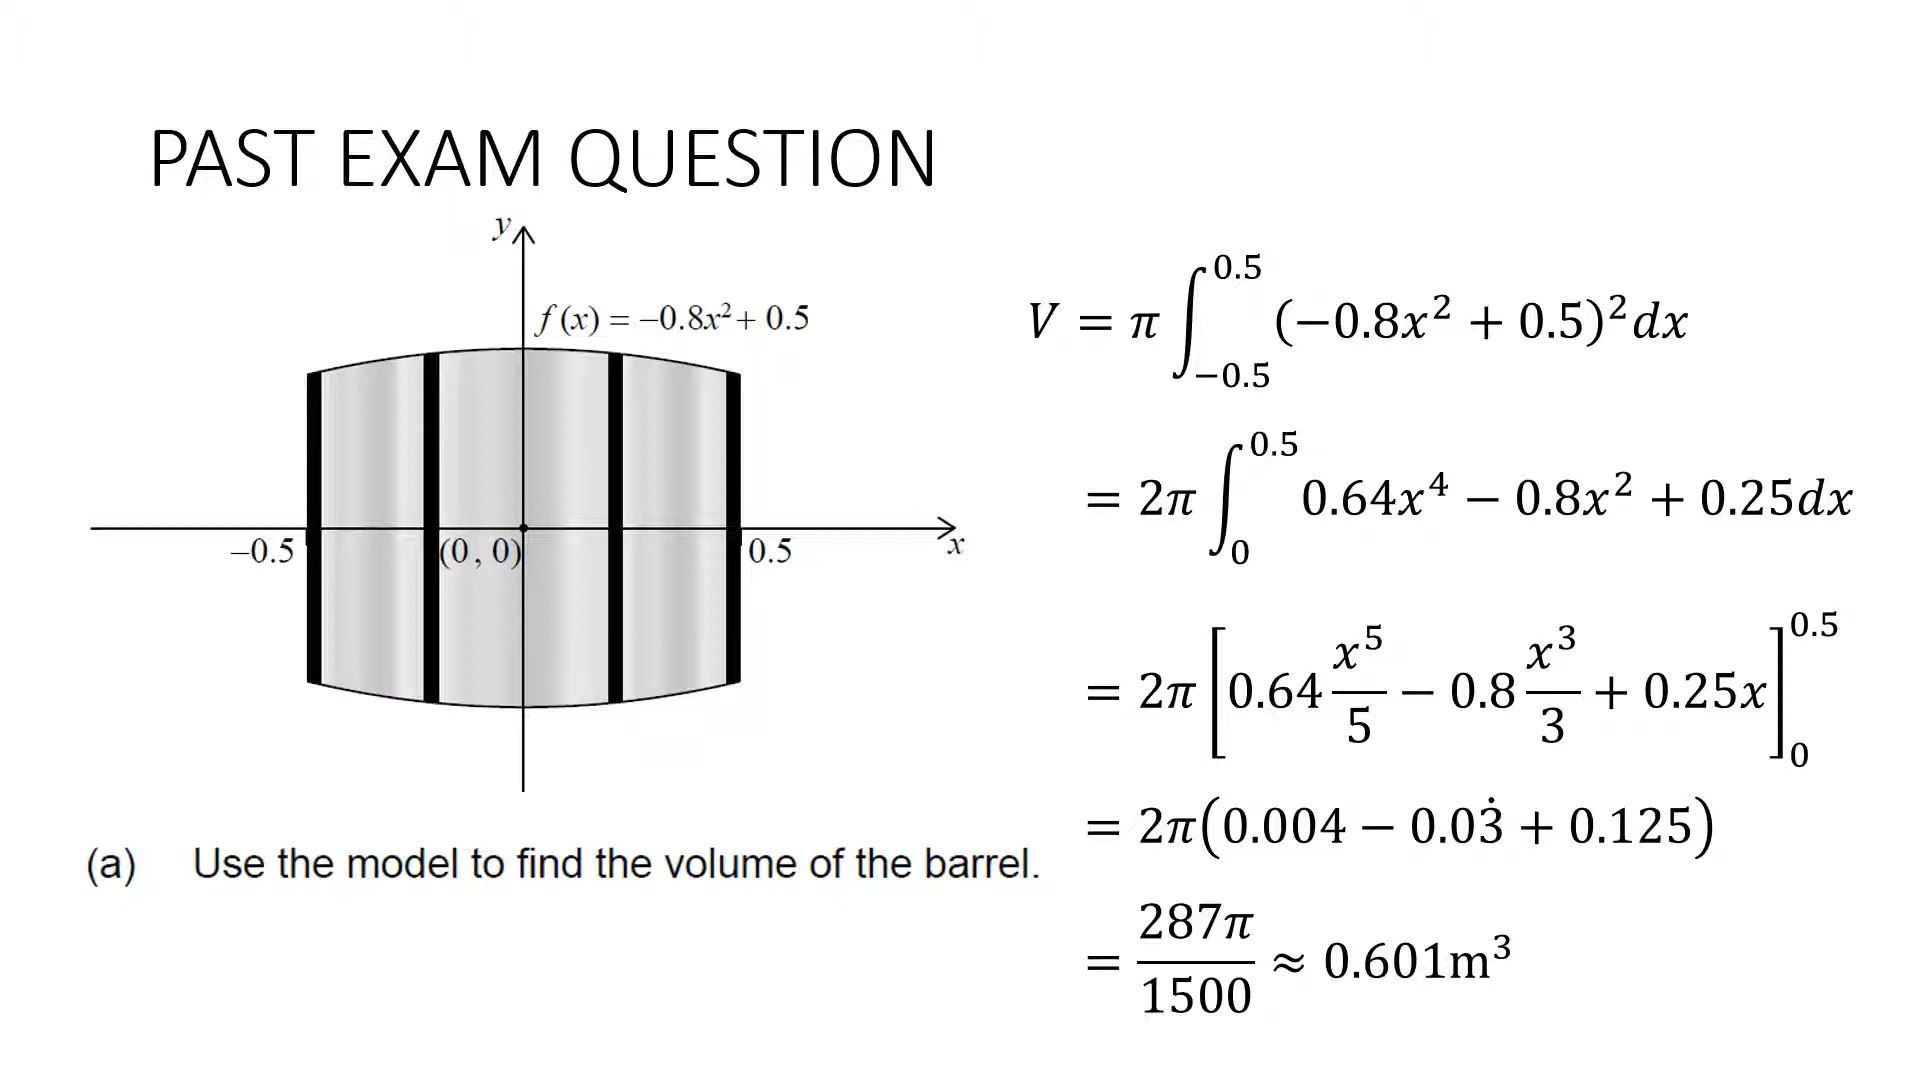 PAST EXAM QUESTION
y
f (x) = −0.8x² + 0.5
−0.5
(0 , 0)
0.5
x
(a) Use the model to find the volume of the barrel.
V = π ∫_{−0.5}^{0.5} (−0.8x² + 0.5)² dx
= 2π ∫_{0}^{0.5} 0.64x⁴ − 0.8x² + 0.25dx
= 2π [0.64 x⁵/5 − 0.8 x³/3 + 0.25x]_{0}^{0.5}
= 2π(0.004 − 0.03̇ + 0.125)
= 287π/1500 ≈ 0.601m³